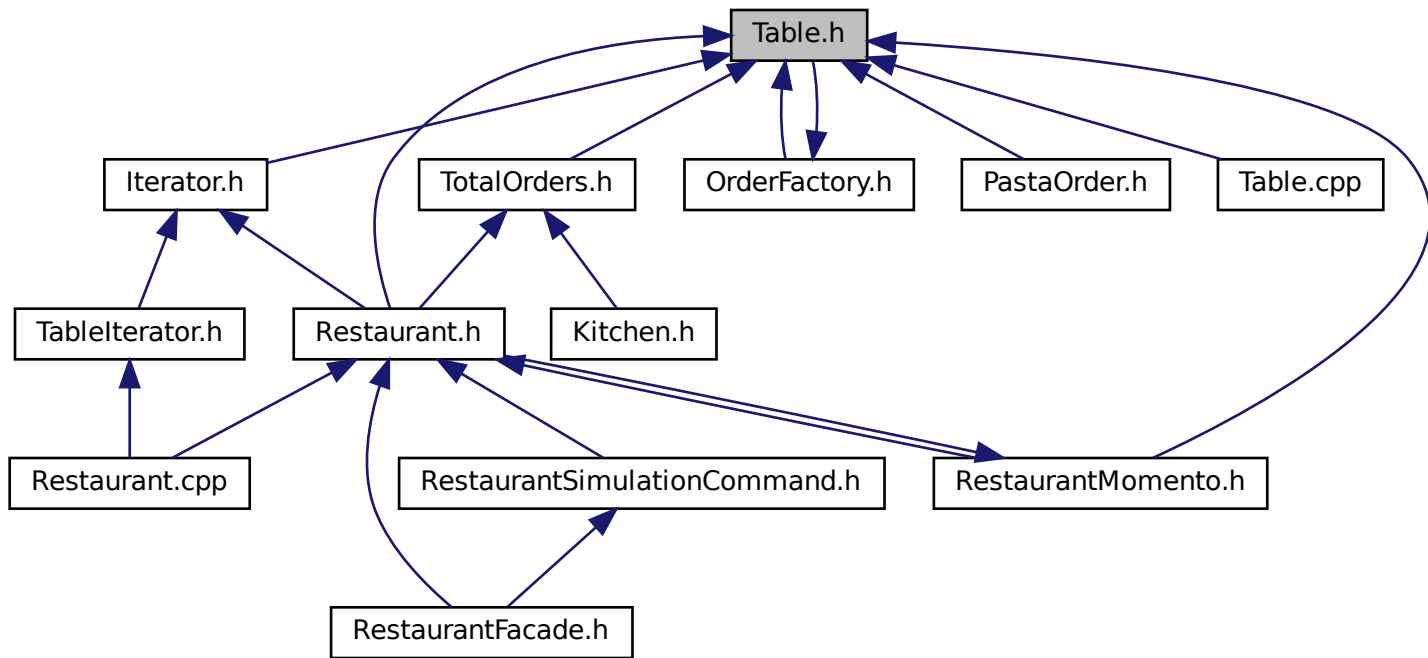 Table.h
Iterator.h
TotalOrders.h
OrderFactory.h
PastaOrder.h
Table.cpp
TableIterator.h
Restaurant.h
Kitchen.h
Restaurant.cpp
RestaurantSimulationCommand.h
RestaurantMomento.h
RestaurantFacade.h